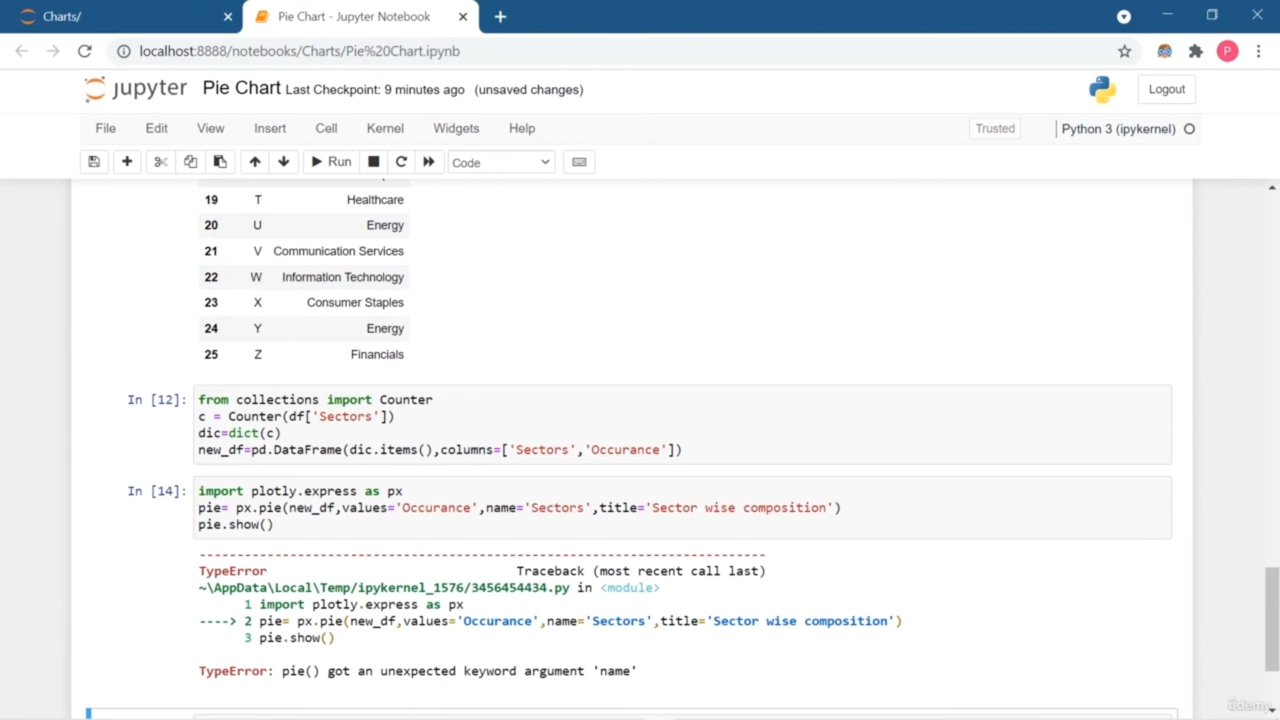 Charts/
Pie Chart - Jupyter Notebook
localhost:8888/notebooks/Charts/Pie%20Chart.ipynb
P
jupyter Pie Chart Last Checkpoint: 9 minutes ago (unsaved changes)
Logout
File Edit View Insert Cell Kernel Widgets Help
Trusted
Python 3 (ipykernel)
Run
Code
19 T Healthcare
20 U Energy
21 V Communication Services
22 W Information Technology
23 X Consumer Staples
24 Y Energy
25 Z Financials
In [12]: from collections import Counter
c = Counter(df['Sectors'])
dic=dict(c)
new_df=pd.DataFrame(dic.items(),columns=['Sectors','Occurance'])
In [14]: import plotly.express as px
pie= px.pie(new_df,values='Occurance',name='Sectors',title='Sector wise composition')
pie.show()
---------------------------------------------------------------------------
TypeError Traceback (most recent call last)
~\AppData\Local\Temp/ipykernel_1576/3456454434.py in <module>
1 import plotly.express as px
----> 2 pie= px.pie(new_df,values='Occurance',name='Sectors',title='Sector wise composition')
3 pie.show()
TypeError: pie() got an unexpected keyword argument 'name'
ûdemy